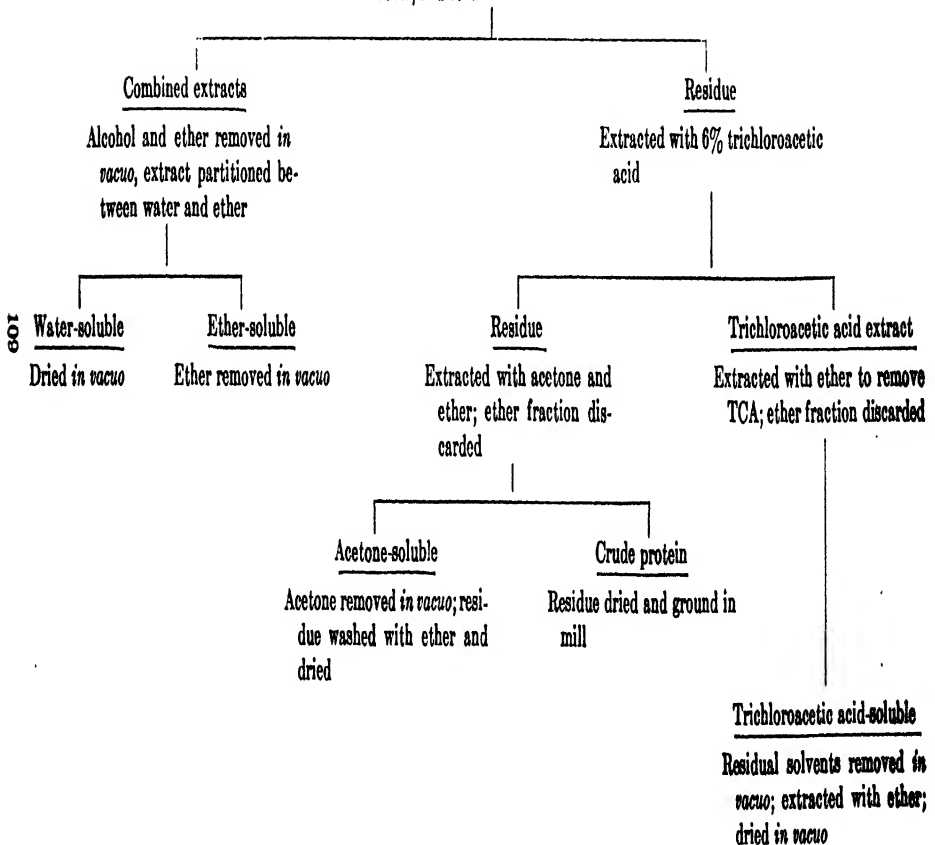 Combined extracts
Alcohol and ether removed in
vacuo, extract partitioned be-
tween water and ether
Residue
Extracted with 6% trichloroacetic
acid
109
Water-soluble
Dried in vacuo
Ether-soluble
Ether removed in vacuo
Residue
Extracted with acetone and
ether; ether fraction dis-
carded
Trichloroacetic acid extract
Extracted with ether to remove
TCA; ether fraction discarded
Acetone-soluble
Acetone removed in vacuo; resi-
due washed with ether and
dried
Crude protein
Residue dried and ground in
mill
Trichloroacetic acid-soluble
Residual solvents removed in
vacuo; extracted with ether;
dried in vacuo